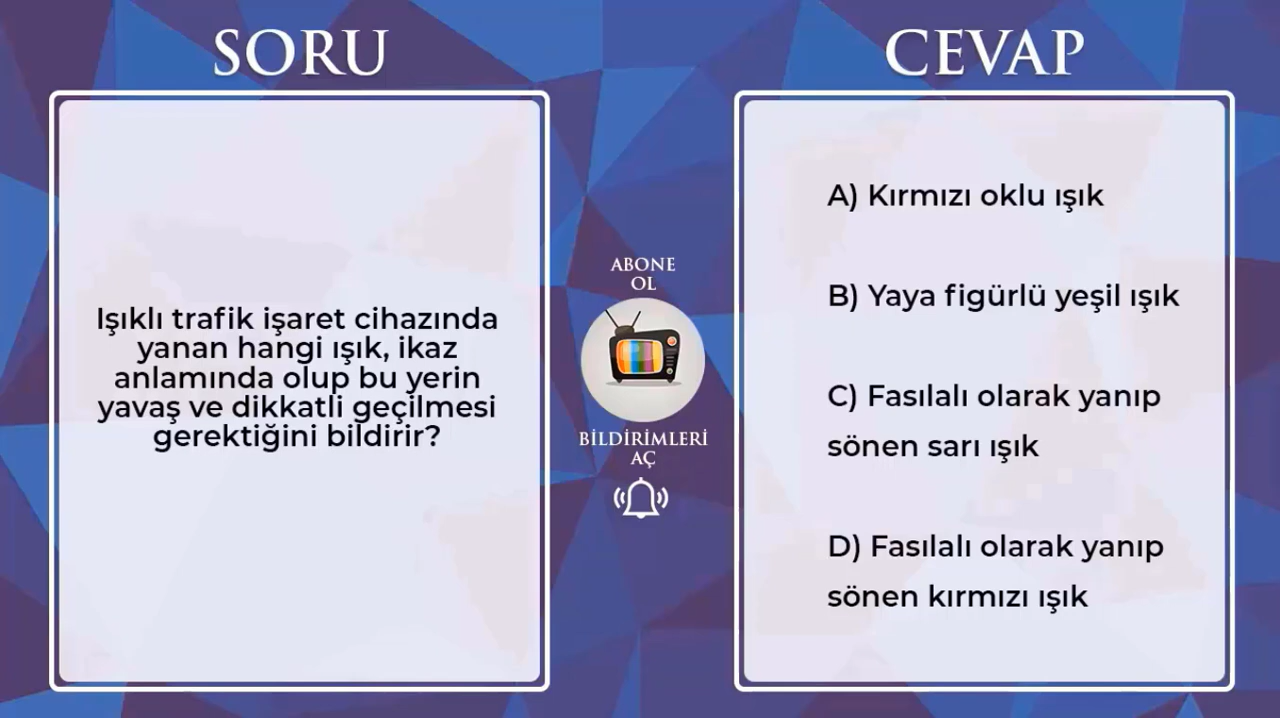 SORU
Işıklı trafik işaret cihazında
yanan hangi ışık, ikaz
anlamında olup bu yerin
yavaş ve dikkatli geçilmesi
gerektiğini bildirir?
ABONE
OL
BİLDİRİMLERİ
AÇ
CEVAP
A) Kırmızı oklu ışık
B) Yaya figürlü yeşil ışık
C) Fasılalı olarak yanıp
sönen sarı ışık
D) Fasılalı olarak yanıp
sönen kırmızı ışık